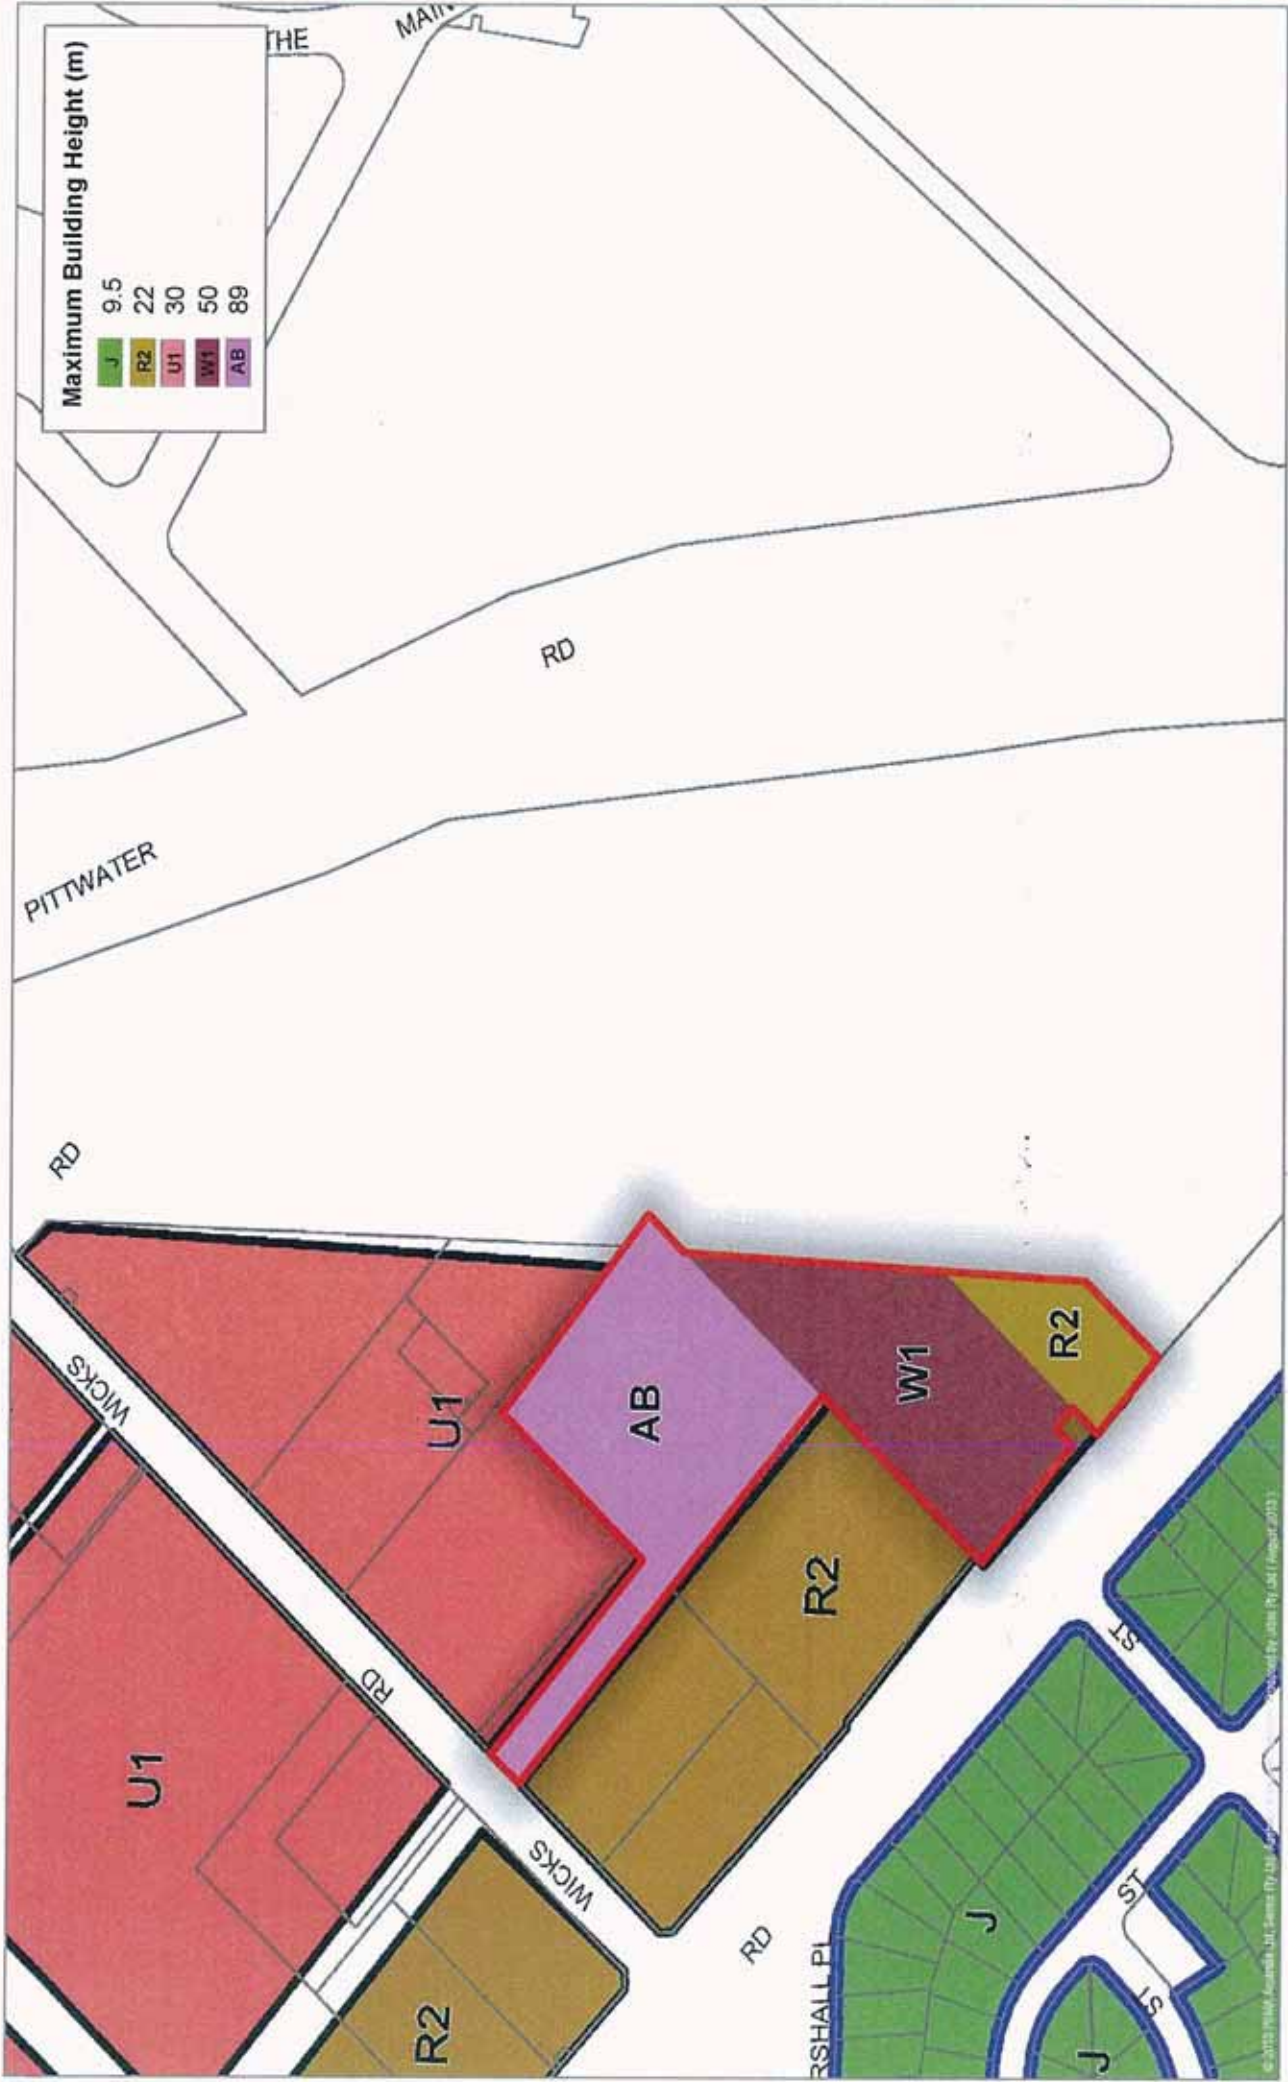 Maximum Building Height (m)
J 9.5
R2 22
U1 30
W1 50
AB 89
THE
MAIN
PITTWATER
RD
RD
WICKS
RD
WICKS
RD
U1
U1
AB
W1
R2
R2
R2
J
J
RSHALL PL
ST
ST
ST